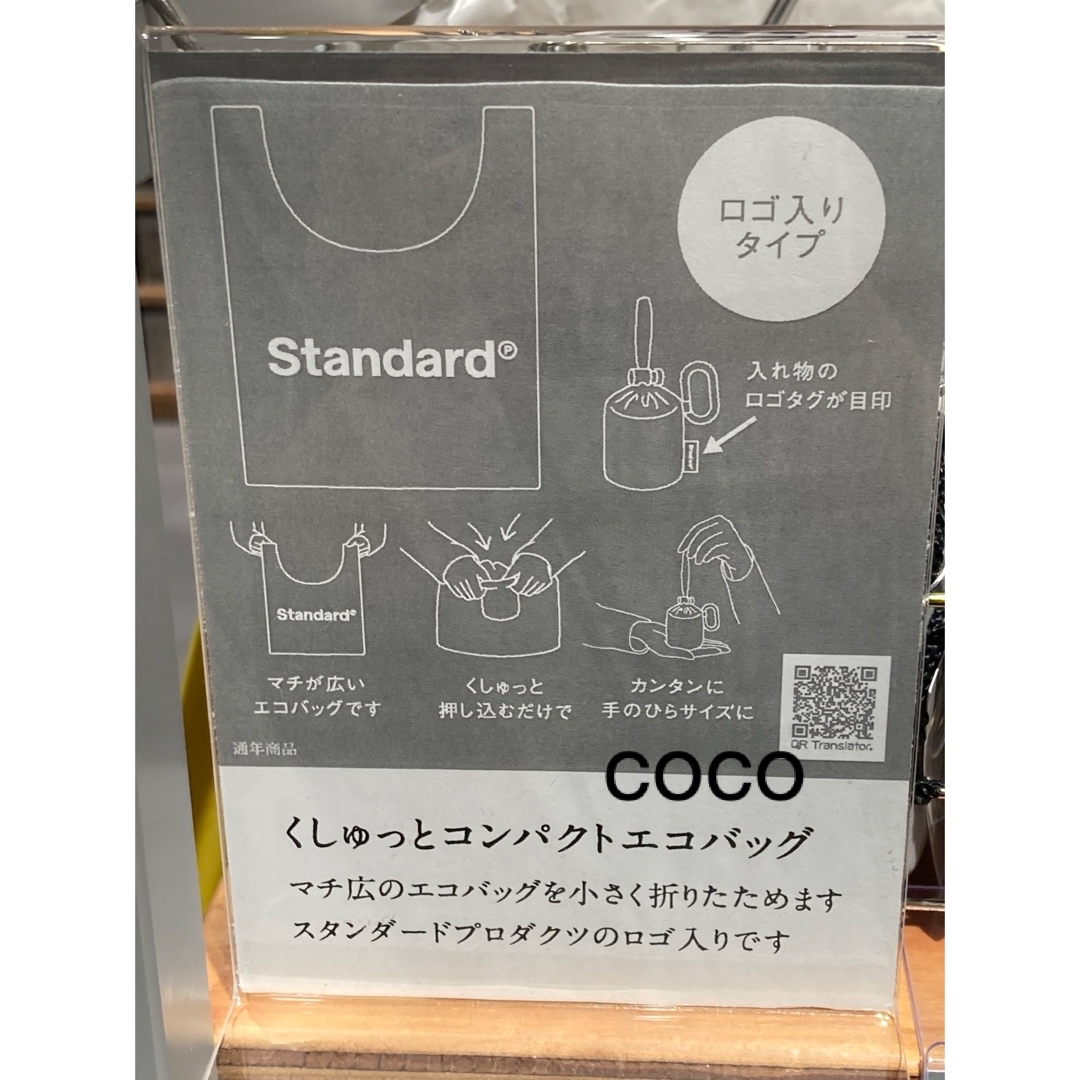 ロゴ入り
タイプ
Standard℗
入れ物の
ロゴタグが目印
Standard℗
マチが広い
エコバッグです
くしゅっと
押し込むだけで
カンタンに
手のひらサイズに
QR Translator.
通年商品
COCO
くしゅっとコンパクトエコバッグ
マチ広のエコバッグを小さく折りたためます
スタンダードプロダクツのロゴ入りです